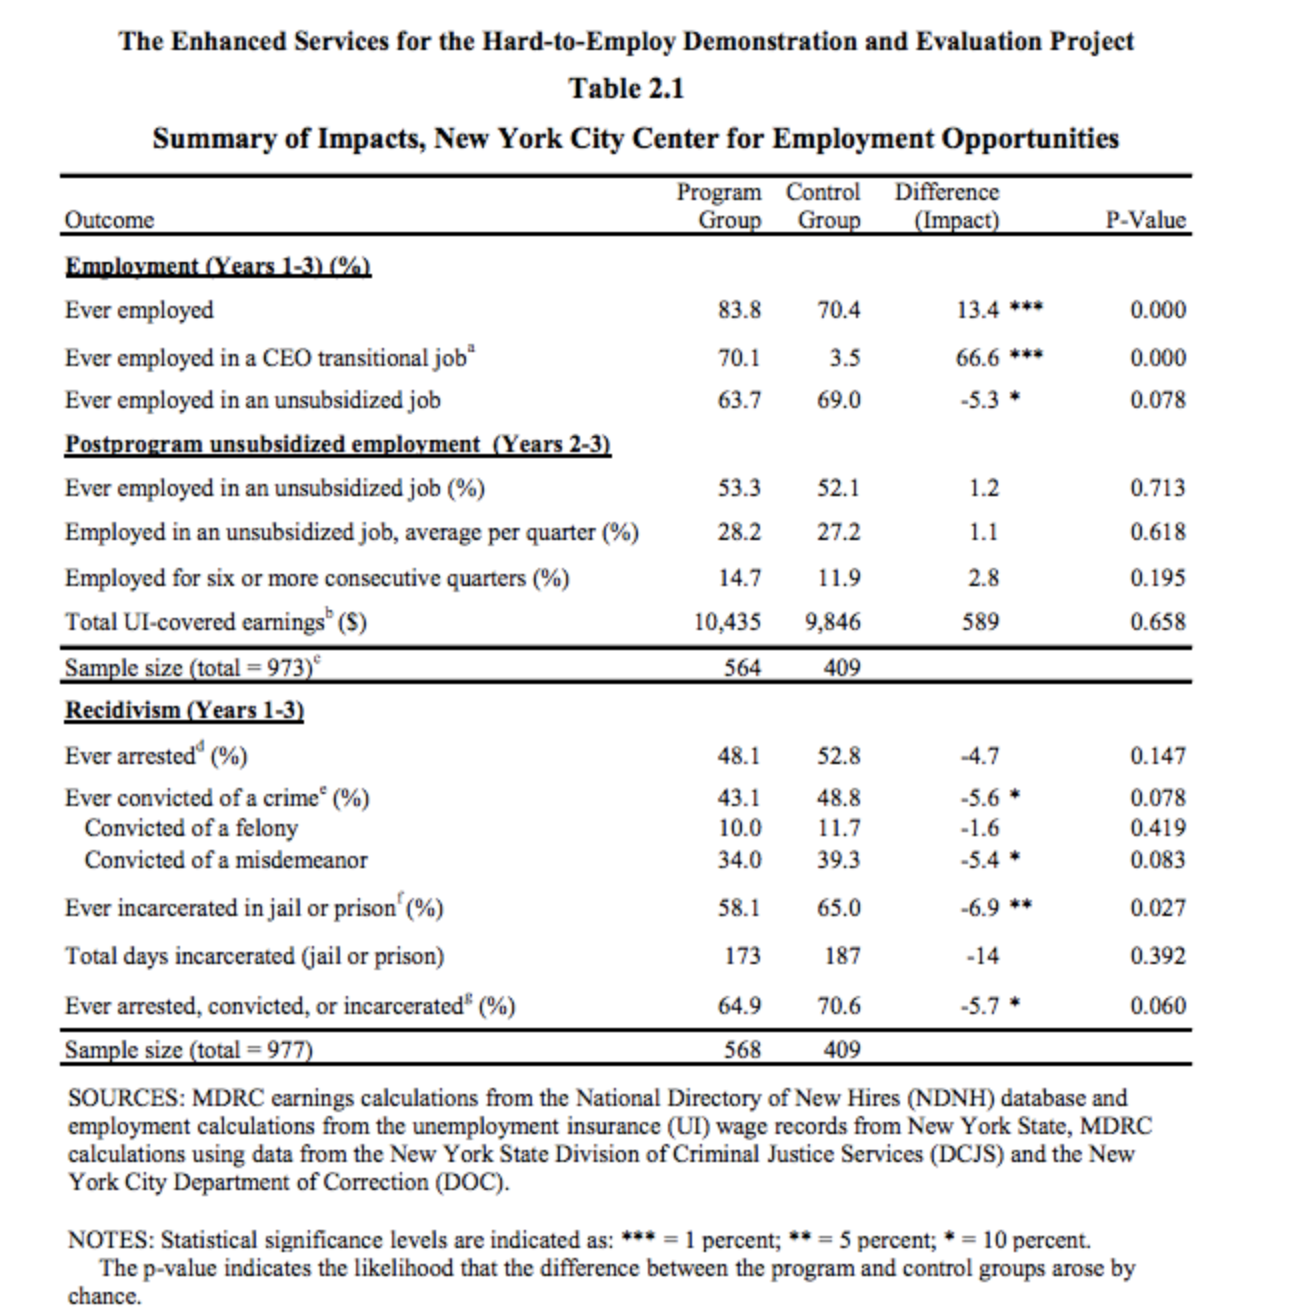 The Enhanced Services for the Hard-to-Employ Demonstration and Evaluation Project
Table 2.1
Summary of Impacts, New York City Center for Employment Opportunities
Program Control Difference
Outcome Group Group (Impact) P-Value
Employment (Years 1-3) (%)
Ever employed 83.8 70.4 13.4 *** 0.000
Ever employed in a CEO transitional job^a 70.1 3.5 66.6 *** 0.000
Ever employed in an unsubsidized job 63.7 69.0 -5.3 * 0.078
Postprogram unsubsidized employment (Years 2-3)
Ever employed in an unsubsidized job (%) 53.3 52.1 1.2 0.713
Employed in an unsubsidized job, average per quarter (%) 28.2 27.2 1.1 0.618
Employed for six or more consecutive quarters (%) 14.7 11.9 2.8 0.195
Total UI-covered earnings^b ($) 10,435 9,846 589 0.658
Sample size (total = 973)^c 564 409
Recidivism (Years 1-3)
Ever arrested^d (%) 48.1 52.8 -4.7 0.147
Ever convicted of a crime^e (%) 43.1 48.8 -5.6 * 0.078
Convicted of a felony 10.0 11.7 -1.6 0.419
Convicted of a misdemeanor 34.0 39.3 -5.4 * 0.083
Ever incarcerated in jail or prison^f (%) 58.1 65.0 -6.9 ** 0.027
Total days incarcerated (jail or prison) 173 187 -14 0.392
Ever arrested, convicted, or incarcerated^g (%) 64.9 70.6 -5.7 * 0.060
Sample size (total = 977) 568 409
SOURCES: MDRC earnings calculations from the National Directory of New Hires (NDNH) database and
employment calculations from the unemployment insurance (UI) wage records from New York State, MDRC
calculations using data from the New York State Division of Criminal Justice Services (DCJS) and the New
York City Department of Correction (DOC).
NOTES: Statistical significance levels are indicated as: *** = 1 percent; ** = 5 percent; * = 10 percent.
The p-value indicates the likelihood that the difference between the program and control groups arose by
chance.